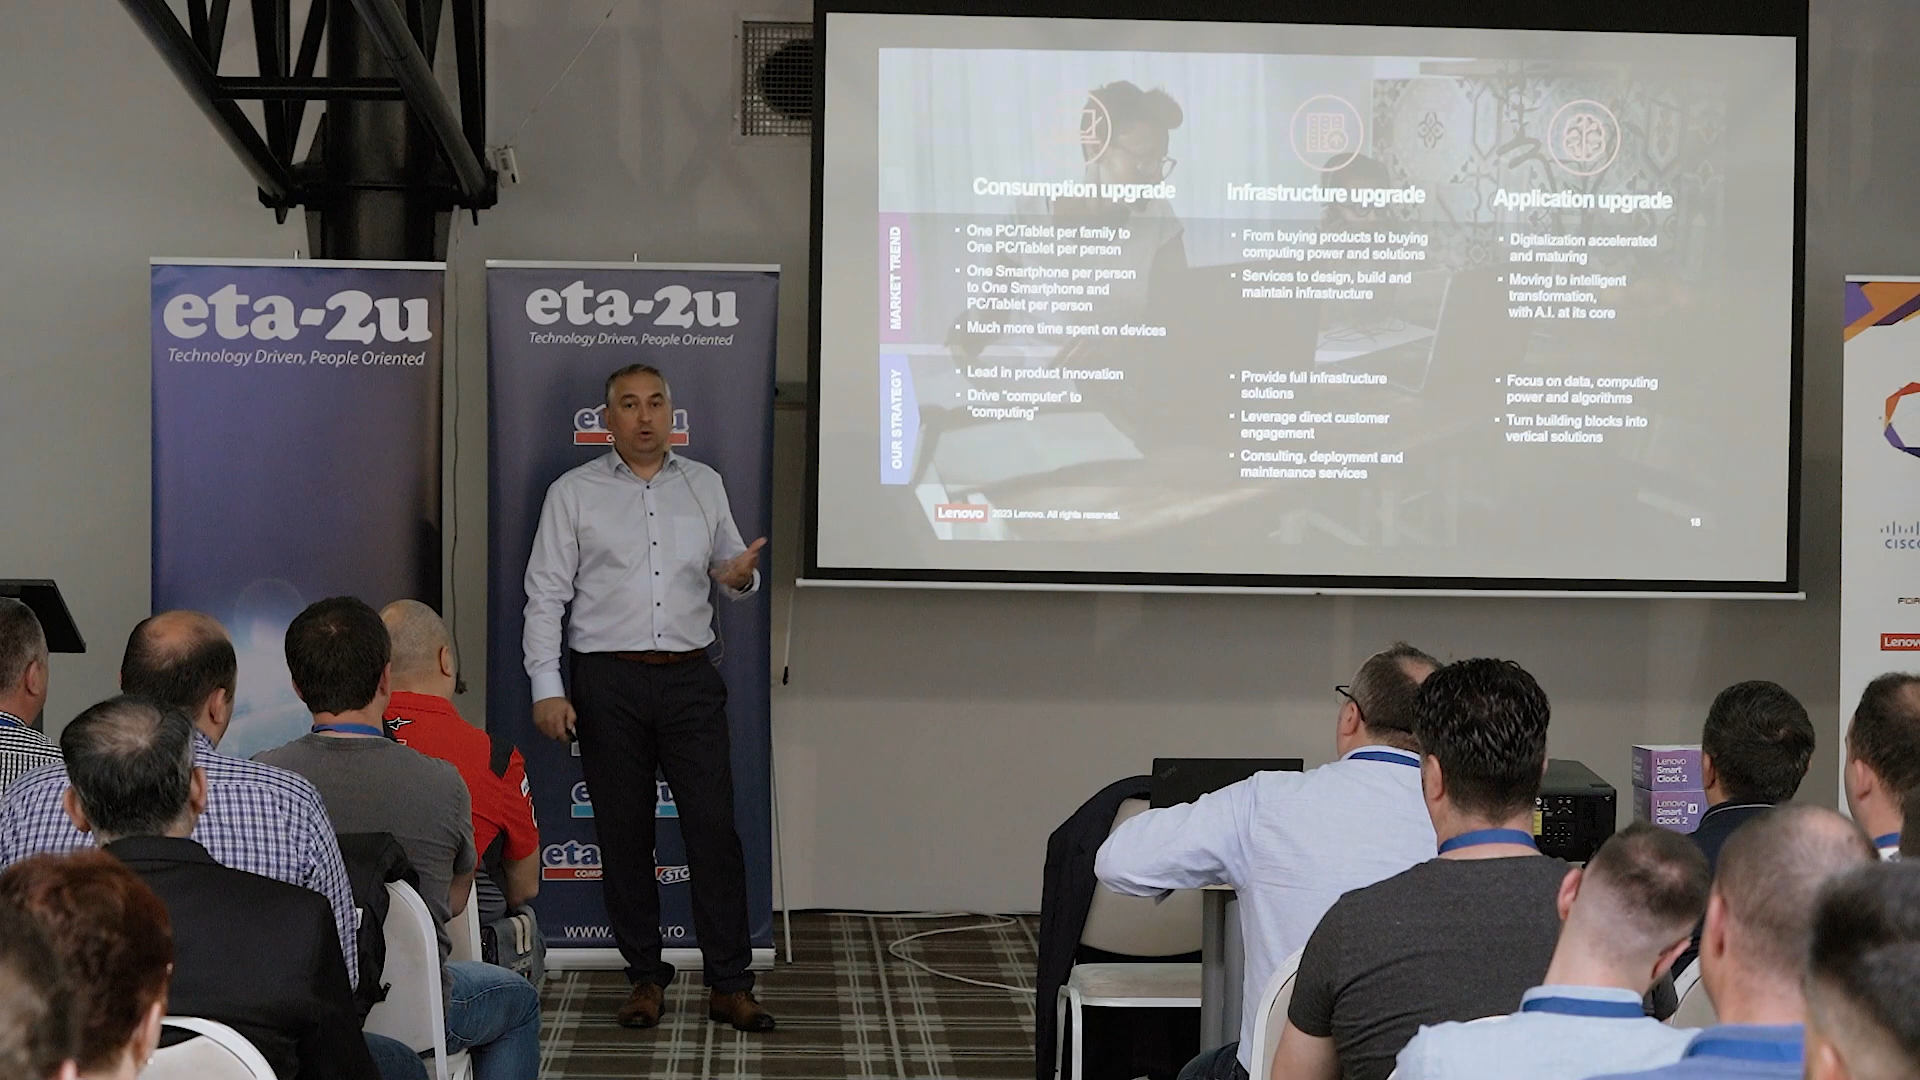 eta-2u
Technology Driven, People Oriented
eta-2u
Technology Driven, People Oriented
www.
.ro
Consumption upgrade
Infrastructure upgrade
Application upgrade
MARKET TREND
▪ One PC/Tablet per family to
One PC/Tablet per person
▪ One Smartphone per person
to One Smartphone and
PC/Tablet per person
▪ Much more time spent on devices
▪ From buying products to buying
computing power and solutions
▪ Services to design, build and
maintain infrastructure
▪ Digitalization accelerated
and maturing
▪ Moving to intelligent
transformation,
with A.I. at its core
OUR STRATEGY
▪ Lead in product innovation
▪ Drive "computer" to
"computing"
▪ Provide full infrastructure
solutions
▪ Leverage direct customer
engagement
▪ Consulting, deployment and
maintenance services
▪ Focus on data, computing
power and algorithms
▪ Turn building blocks into
vertical solutions
Lenovo 2023 Lenovo. All rights reserved.
18
CISCO
Lenovo
Lenovo
Smart
Clock 2
Lenovo
Smart
Clock 2